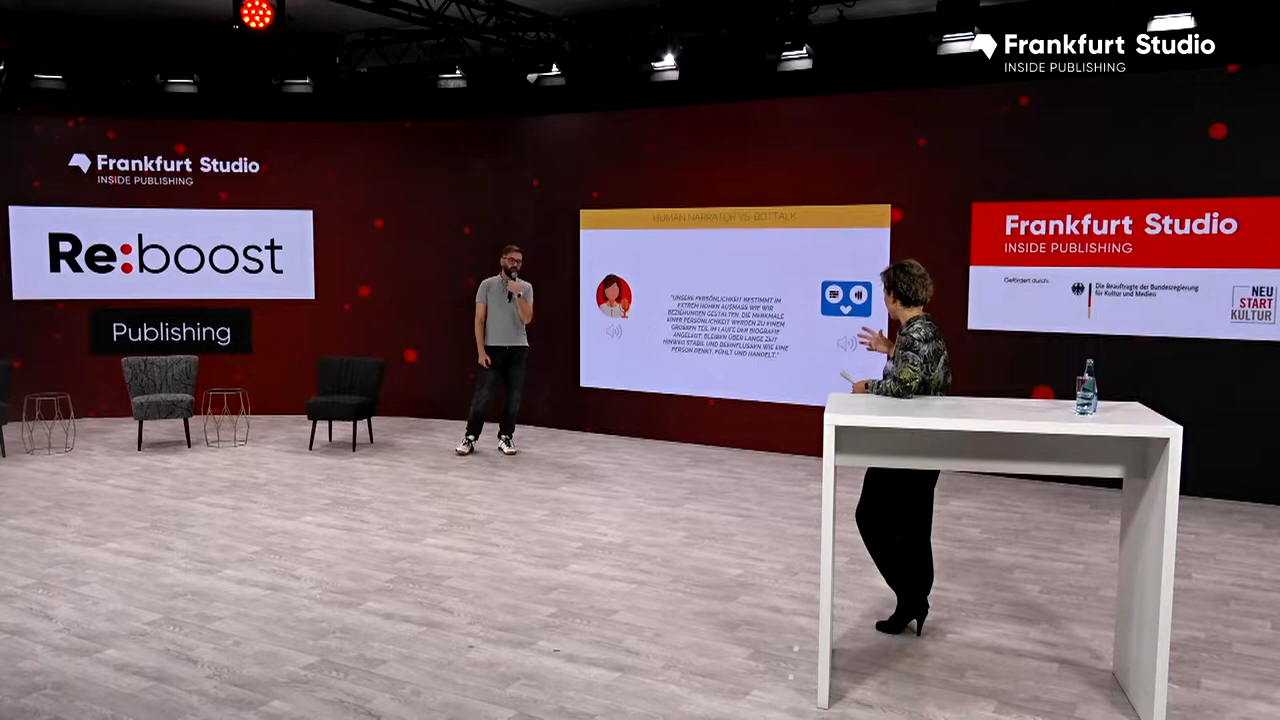 Frankfurt Studio
INSIDE PUBLISHING
Frankfurt Studio
INSIDE PUBLISHING
Re:boost
Publishing
HUMAN NARRATOR VS. BOTTALK
"UNSERE PERSÖNLICHKEIT BESTIMMT IM
EXTREM HOHEN AUSMASS WIE WIR
BEZIEHUNGEN GESTALTEN. DIE MERKMALE
EINER PERSÖNLICHKEIT WERDEN ZU EINEM
GROSSEN TEIL IM LAUFE DER BIOGRAFIE
ANGELEGT, BLEIBEN ÜBER LANGE ZEIT
HINWEG STABIL UND BEEINFLUSSEN WIE EINE
PERSON DENKT, FÜHLT UND HANDELT."
Frankfurt Studio
INSIDE PUBLISHING
Gefördert durch:
Die Beauftragte der Bundesregierung
für Kultur und Medien
NEU
START
KULTUR